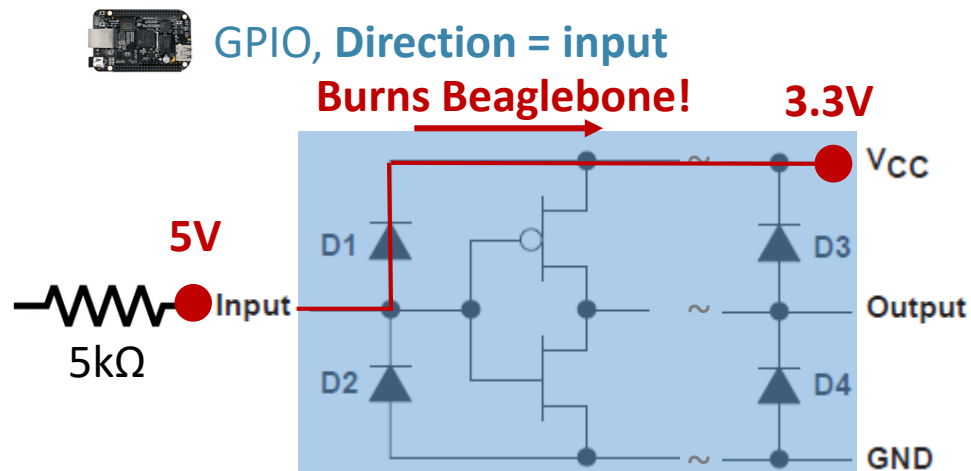 GPIO, Direction = input
Burns Beaglebone!
3.3V
VCC
5V
D1
D3
Input
Output
5kΩ
D2
D4
GND